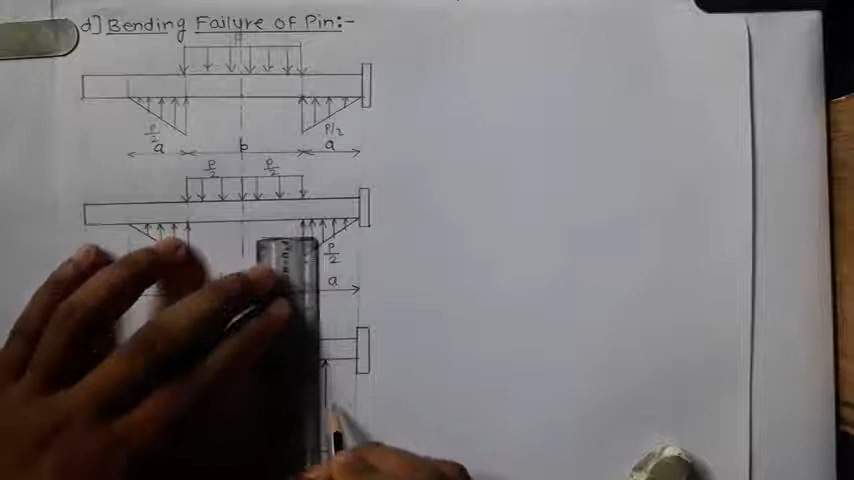 d] Bending Failure of Pin:-
P
P/2 P/2
a b a
P/2 P/2
P/2
a